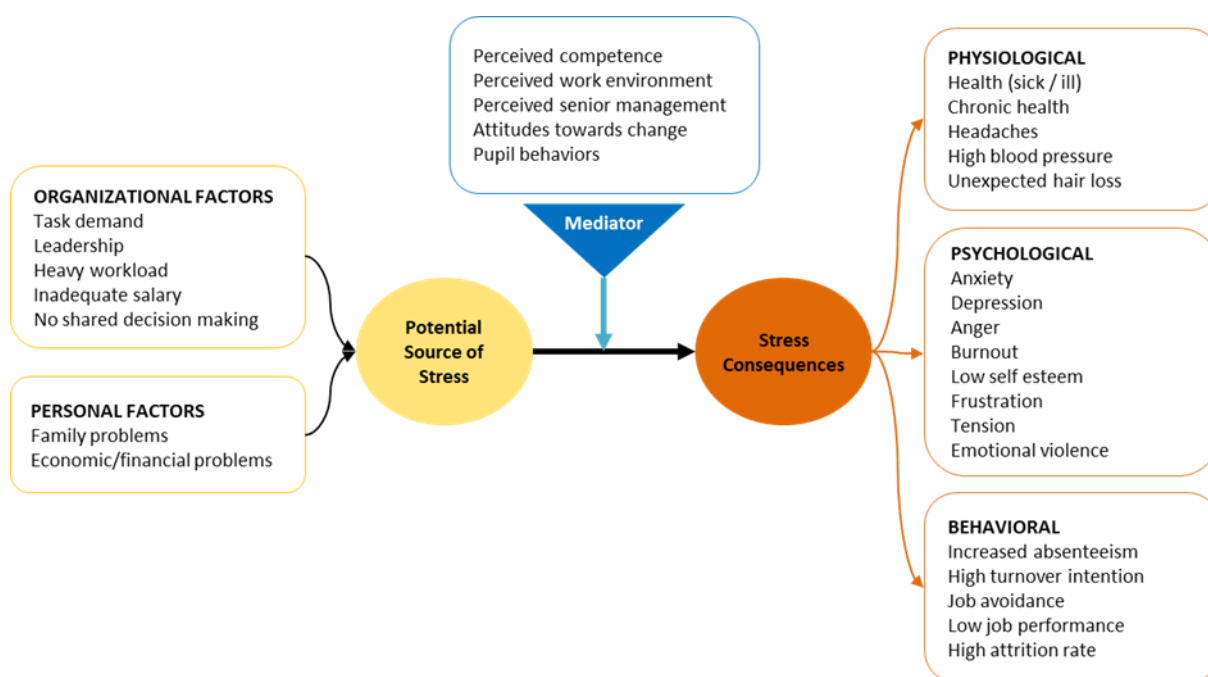 Perceived competence
Perceived work environment
Perceived senior management
Attitudes towards change
Pupil behaviors
Mediator
ORGANIZATIONAL FACTORS
Task demand
Leadership
Heavy workload
Inadequate salary
No shared decision making
PERSONAL FACTORS
Family problems
Economic/financial problems
Potential
Source of
Stress
Stress
Consequences
PHYSIOLOGICAL
Health (sick / ill)
Chronic health
Headaches
High blood pressure
Unexpected hair loss
PSYCHOLOGICAL
Anxiety
Depression
Anger
Burnout
Low self esteem
Frustration
Tension
Emotional violence
BEHAVIORAL
Increased absenteeism
High turnover intention
Job avoidance
Low job performance
High attrition rate